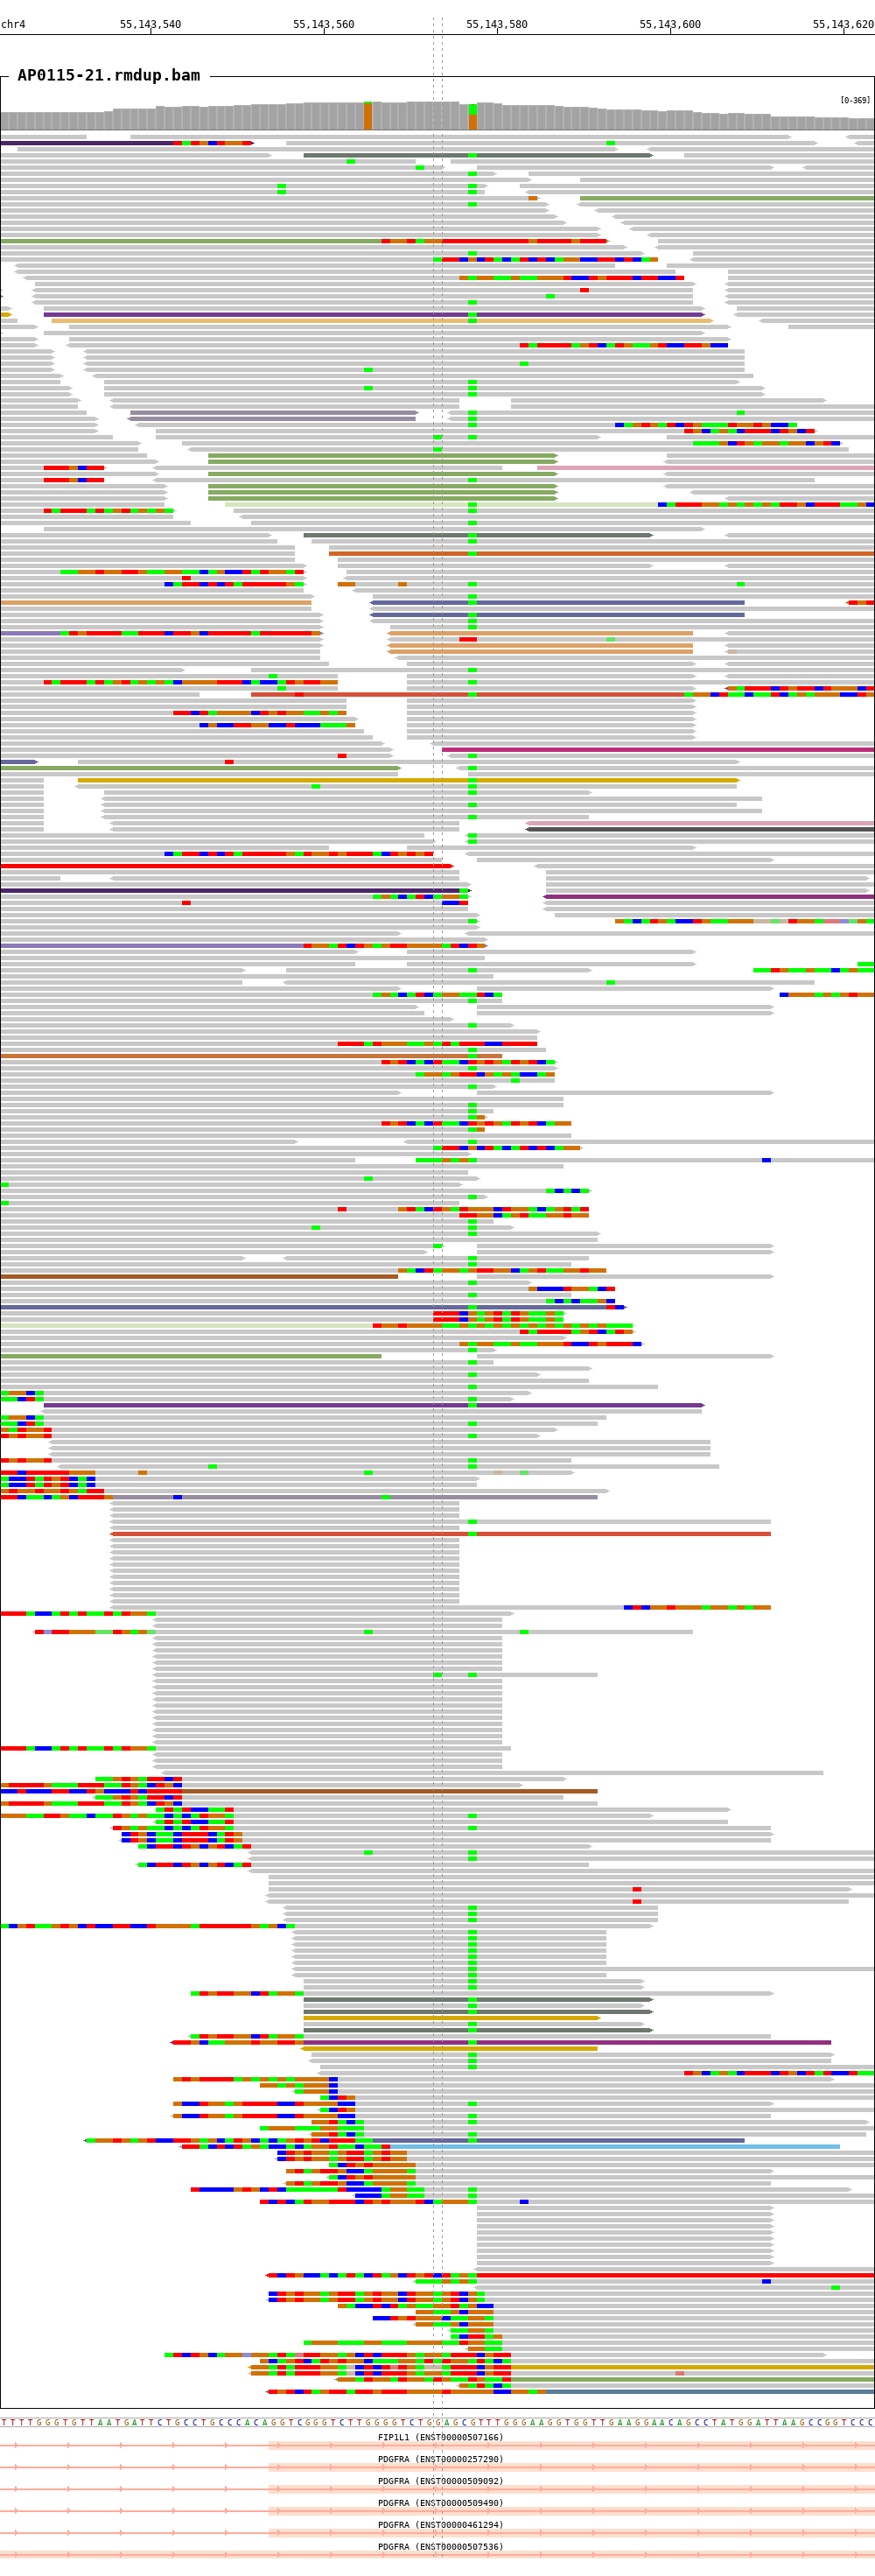 chr4 55,143,540 55,143,560 55,143,580 55,143,600 55,143,620
AP0115-21.rmdup.bam
[0-369]
T T T T G G G T G T T A A T G A T T C T G C C T G C C C A C A G G T C G G G T C T T G G G G T C T G G A G C G T T T G G G A A G G T G G T T G A A G G A A C A G C C T A T G G A T T A A G C C G G T C C C
FIP1L1 (ENST00000507166)
PDGFRA (ENST00000257290)
PDGFRA (ENST00000509092)
PDGFRA (ENST00000509490)
PDGFRA (ENST00000461294)
PDGFRA (ENST00000507536)